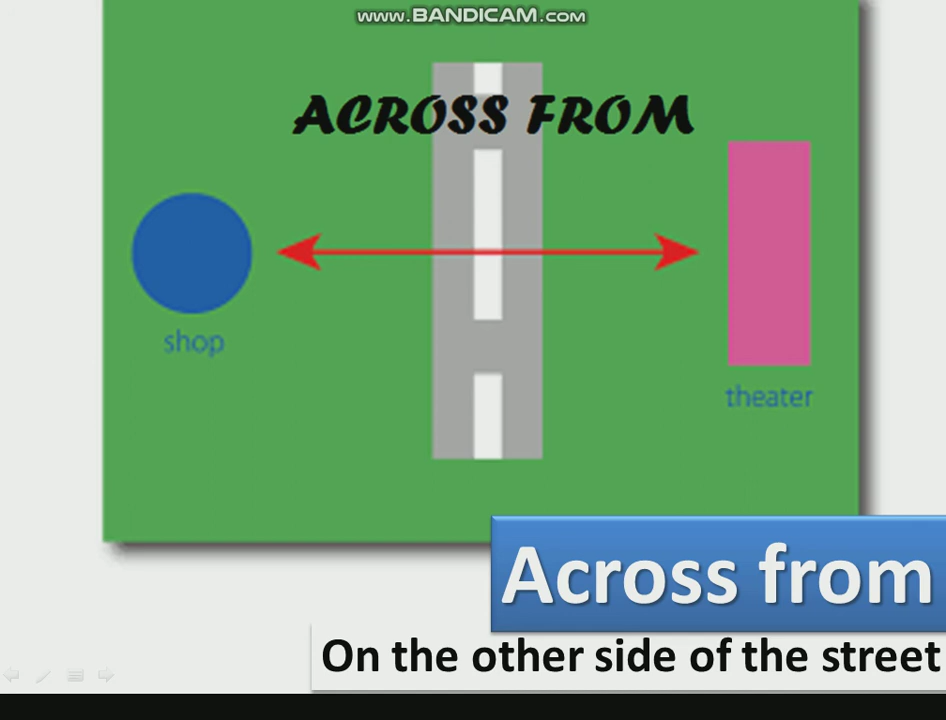 www.BANDICAM.com
ACROSS FROM
shop
theater
Across from
On the other side of the street